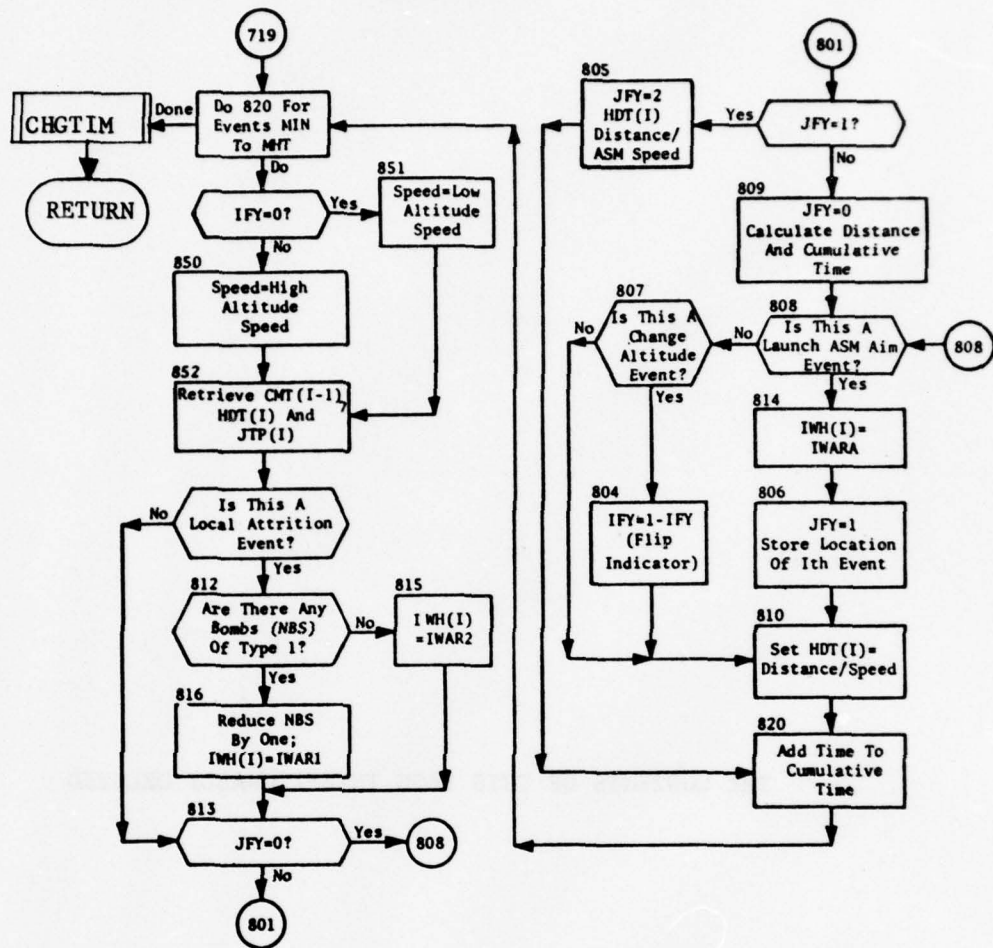 719
Do 820 For
Events MIN
To MHT
Done
CHGTIM
RETURN
Do
IFY=0?
Yes
851
Speed=Low
Altitude
Speed
No
850
Speed=High
Altitude
Speed
852
Retrieve CMT(I-1),
HDT(I) And
JTP(I)
Is This A
Local Attrition
Event?
No
Yes
812
Are There Any
Bombs (NBS)
Of Type 1?
No
815
IWH(I)
=IWAR2
Yes
816
Reduce NBS
By One;
IWH(I)=IWAR1
813
JFY=0?
Yes
808
No
801
801
JFY=1?
Yes
805
JFY=2
HDT(I)
Distance/
ASM Speed
No
809
JFY=0
Calculate Distance
And Cumulative
Time
808
Is This A
Launch ASM Aim
Event?
808
No
807
Is This A
Change
Altitude
Event?
No
Yes
804
IFY=1-IFY
(Flip
Indicator)
Yes
814
IWH(I)=
IWARA
806
JFY=1
Store Location
Of Ith Event
810
Set HDT(I)=
Distance/Speed
820
Add Time To
Cumulative
Time